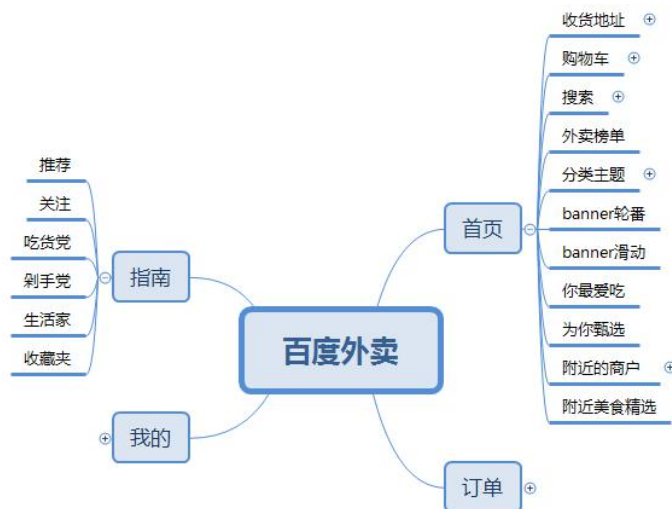 百度外卖
首页
收货地址
购物车
搜索
外卖榜单
分类主题
banner轮番
banner滑动
你最爱吃
为你甄选
附近的商户
附近美食精选
订单
指南
推荐
关注
吃货党
剁手党
生活家
收藏夹
我的